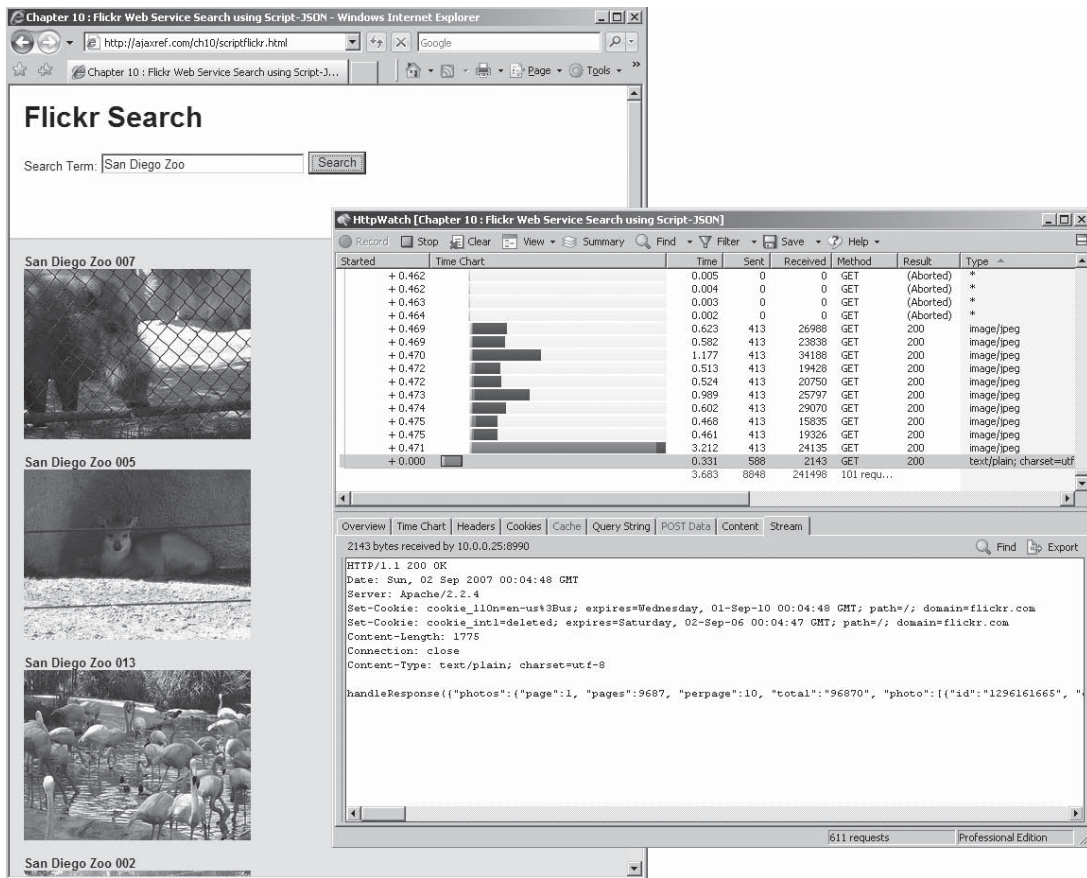 Chapter 10 : Flickr Web Service Search using Script-JSON - Windows Internet Explorer
http://ajaxref.com/ch10/scriptflickr.html
Google
Chapter 10 : Flickr Web Service Search using Script-J...
Page
Tools
Flickr Search
Search Term: San Diego Zoo Search
San Diego Zoo 007
San Diego Zoo 005
San Diego Zoo 013
San Diego Zoo 002
HttpWatch [Chapter 10 : Flickr Web Service Search using Script-JSON]
Record Stop Clear View Summary Find Filter Save Help
Started Time Chart Time Sent Received Method Result Type
+ 0.462 0.005 0 0 GET (Aborted) *
+ 0.462 0.004 0 0 GET (Aborted) *
+ 0.463 0.003 0 0 GET (Aborted) *
+ 0.464 0.002 0 0 GET (Aborted) *
+ 0.469 0.623 413 26988 GET 200 image/jpeg
+ 0.469 0.582 413 23838 GET 200 image/jpeg
+ 0.470 1.177 413 34188 GET 200 image/jpeg
+ 0.472 0.513 413 19428 GET 200 image/jpeg
+ 0.472 0.524 413 20750 GET 200 image/jpeg
+ 0.473 0.989 413 25797 GET 200 image/jpeg
+ 0.474 0.602 413 29070 GET 200 image/jpeg
+ 0.475 0.468 413 15835 GET 200 image/jpeg
+ 0.475 0.461 413 19326 GET 200 image/jpeg
+ 0.471 3.212 413 24135 GET 200 image/jpeg
+ 0.000 0.331 588 2143 GET 200 text/plain; charset=utf
3.683 8848 241498 101 requ...
Overview Time Chart Headers Cookies Cache Query String POST Data Content Stream
2143 bytes received by 10.0.0.25:8990 Find Export
HTTP/1.1 200 OK
Date: Sun, 02 Sep 2007 00:04:48 GMT
Server: Apache/2.2.4
Set-Cookie: cookie_l10n=en-us%3Bus; expires=Wednesday, 01-Sep-10 00:04:48 GMT; path=/; domain=flickr.com
Set-Cookie: cookie_intl=deleted; expires=Saturday, 02-Sep-06 00:04:47 GMT; path=/; domain=flickr.com
Content-Length: 1775
Connection: close
Content-Type: text/plain; charset=utf-8
handleResponse({"photos":{"page":1, "pages":9687, "perpage":10, "total":"96870", "photo":[{"id":"1296161665", "
611 requests Professional Edition